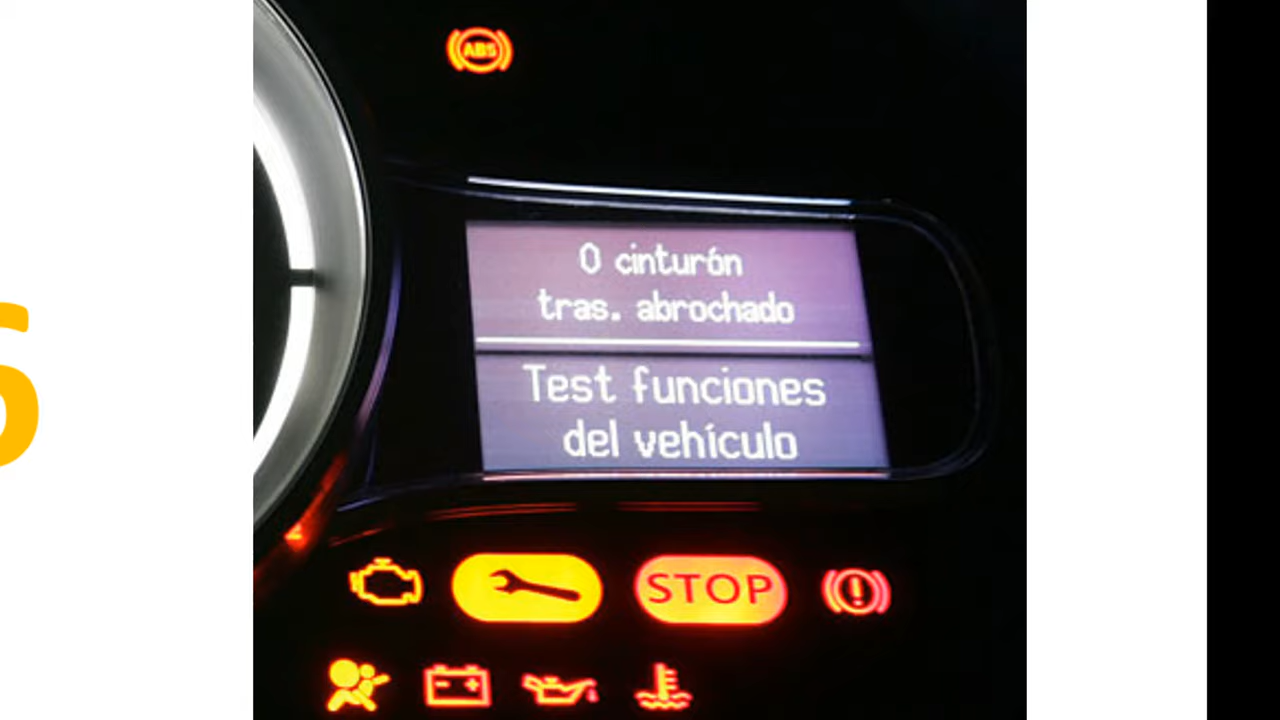 ABS
0 cinturón
tras. abrochado
Test funciones
del vehículo
STOP